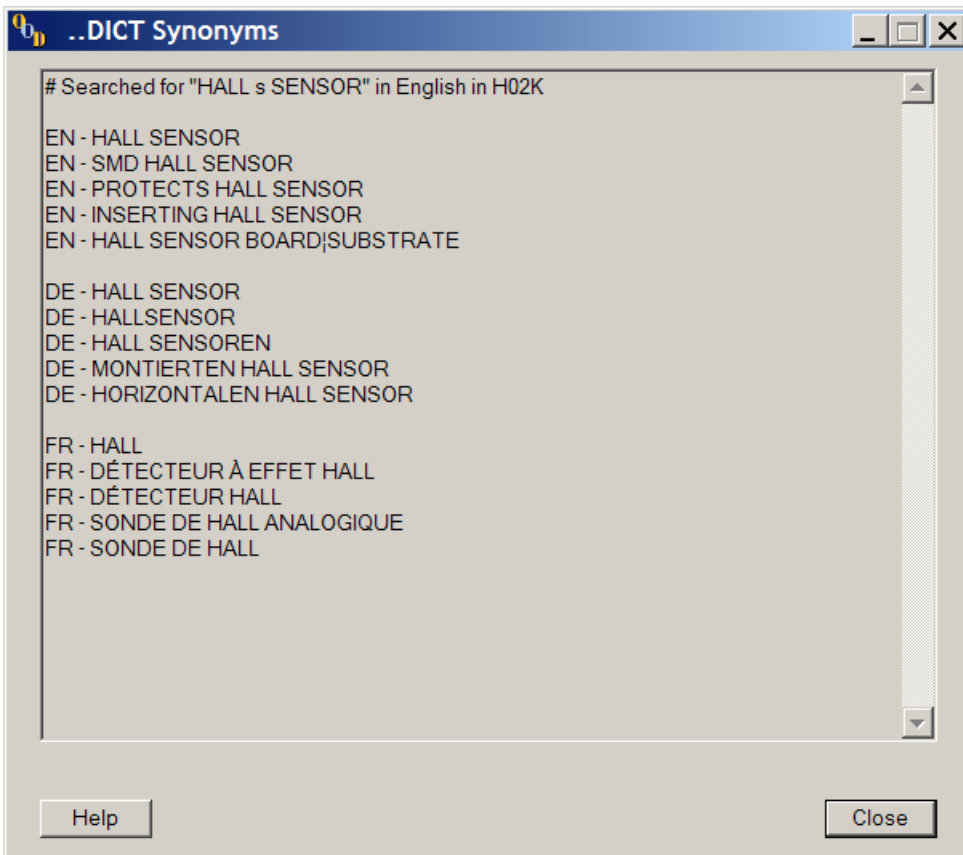 ..DICT Synonyms
# Searched for "HALL s SENSOR" in English in H02K
EN - HALL SENSOR
EN - SMD HALL SENSOR
EN - PROTECTS HALL SENSOR
EN - INSERTING HALL SENSOR
EN - HALL SENSOR BOARD¦SUBSTRATE
DE - HALL SENSOR
DE - HALLSENSOR
DE - HALL SENSOREN
DE - MONTIERTEN HALL SENSOR
DE - HORIZONTALEN HALL SENSOR
FR - HALL
FR - DÉTECTEUR À EFFET HALL
FR - DÉTECTEUR HALL
FR - SONDE DE HALL ANALOGIQUE
FR - SONDE DE HALL
Help Close